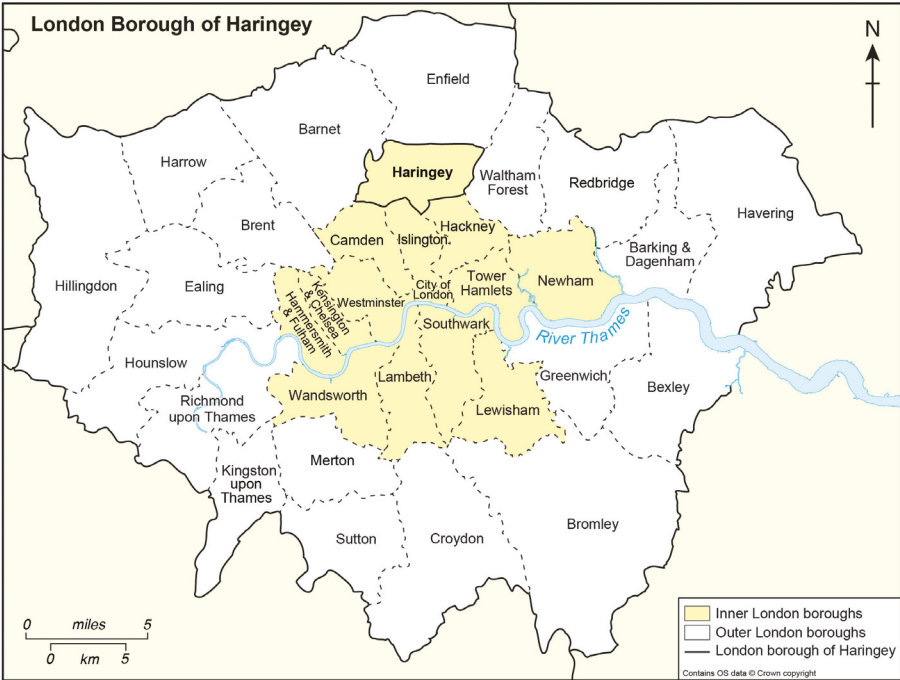 London Borough of Haringey
N
Enfield
Barnet
Harrow
Haringey
Waltham
Forest
Redbridge
Havering
Brent
Camden
Islington
Hackney
Barking &
Dagenham
Hillingdon
Ealing
Kensington
& Chelsea
Hammersmith
& Fulham
Westminster
City of
London
Tower
Hamlets
Newham
Southwark
River Thames
Hounslow
Richmond
upon Thames
Wandsworth
Lambeth
Lewisham
Greenwich
Bexley
Kingston
upon
Thames
Merton
Sutton
Croydon
Bromley
0 miles 5
0 km 5
Inner London boroughs
Outer London boroughs
London borough of Haringey
Contains OS data © Crown copyright